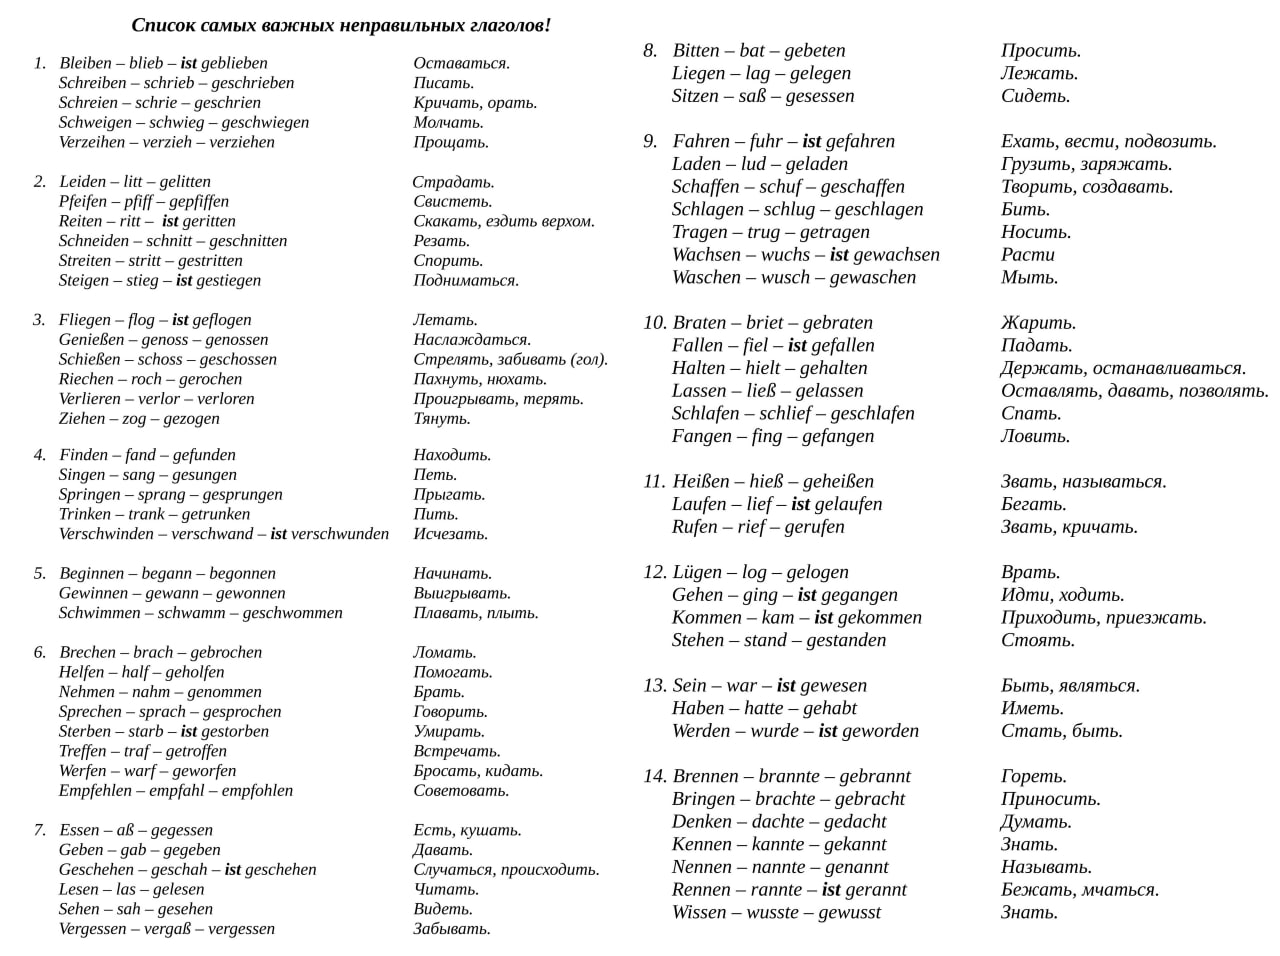 Список самых важных неправильных глаголов!
1. Bleiben – blieb – ist geblieben Оставаться.
Schreiben – schrieb – geschrieben Писать.
Schreien – schrie – geschrien Кричать, орать.
Schweigen – schwieg – geschwiegen Молчать.
Verzeihen – verzieh – verziehen Прощать.
2. Leiden – litt – gelitten Страдать.
Pfeifen – pfiff – gepfiffen Свистеть.
Reiten – ritt – ist geritten Скакать, ездить верхом.
Schneiden – schnitt – geschnitten Резать.
Streiten – stritt – gestritten Спорить.
Steigen – stieg – ist gestiegen Подниматься.
3. Fliegen – flog – ist geflogen Летать.
Genießen – genoss – genossen Наслаждаться.
Schießen – schoss – geschossen Стрелять, забивать (гол).
Riechen – roch – gerochen Пахнуть, нюхать.
Verlieren – verlor – verloren Проигрывать, терять.
Ziehen – zog – gezogen Тянуть.
4. Finden – fand – gefunden Находить.
Singen – sang – gesungen Петь.
Springen – sprang – gesprungen Прыгать.
Trinken – trank – getrunken Пить.
Verschwinden – verschwand – ist verschwunden Исчезать.
5. Beginnen – begann – begonnen Начинать.
Gewinnen – gewann – gewonnen Выигрывать.
Schwimmen – schwamm – geschwommen Плавать, плыть.
6. Brechen – brach – gebrochen Ломать.
Helfen – half – geholfen Помогать.
Nehmen – nahm – genommen Брать.
Sprechen – sprach – gesprochen Говорить.
Sterben – starb – ist gestorben Умирать.
Treffen – traf – getroffen Встречать.
Werfen – warf – geworfen Бросать, кидать.
Empfehlen – empfahl – empfohlen Советовать.
7. Essen – aß – gegessen Есть, кушать.
Geben – gab – gegeben Давать.
Geschehen – geschah – ist geschehen Случаться, происходить.
Lesen – las – gelesen Читать.
Sehen – sah – gesehen Видеть.
Vergessen – vergaß – vergessen Забывать.
8. Bitten – bat – gebeten Просить.
Liegen – lag – gelegen Лежать.
Sitzen – saß – gesessen Сидеть.
9. Fahren – fuhr – ist gefahren Ехать, вести, подвозить.
Laden – lud – geladen Грузить, заряжать.
Schaffen – schuf – geschaffen Творить, создавать.
Schlagen – schlug – geschlagen Бить.
Tragen – trug – getragen Носить.
Wachsen – wuchs – ist gewachsen Расти
Waschen – wusch – gewaschen Мыть.
10. Braten – briet – gebraten Жарить.
Fallen – fiel – ist gefallen Падать.
Halten – hielt – gehalten Держать, останавливаться.
Lassen – ließ – gelassen Оставлять, давать, позволять.
Schlafen – schlief – geschlafen Спать.
Fangen – fing – gefangen Ловить.
11. Heißen – hieß – geheißen Звать, называться.
Laufen – lief – ist gelaufen Бегать.
Rufen – rief – gerufen Звать, кричать.
12. Lügen – log – gelogen Врать.
Gehen – ging – ist gegangen Идти, ходить.
Kommen – kam – ist gekommen Приходить, приезжать.
Stehen – stand – gestanden Стоять.
13. Sein – war – ist gewesen Быть, являться.
Haben – hatte – gehabt Иметь.
Werden – wurde – ist geworden Стать, быть.
14. Brennen – brannte – gebrannt Гореть.
Bringen – brachte – gebracht Приносить.
Denken – dachte – gedacht Думать.
Kennen – kannte – gekannt Знать.
Nennen – nannte – genannt Называть.
Rennen – rannte – ist gerannt Бежать, мчаться.
Wissen – wusste – gewusst Знать.